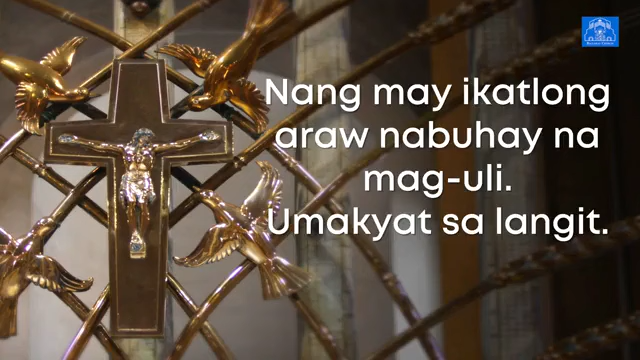 Nang may ikatlong
araw nabuhay na
mag-uli.
Umakyat sa langit.